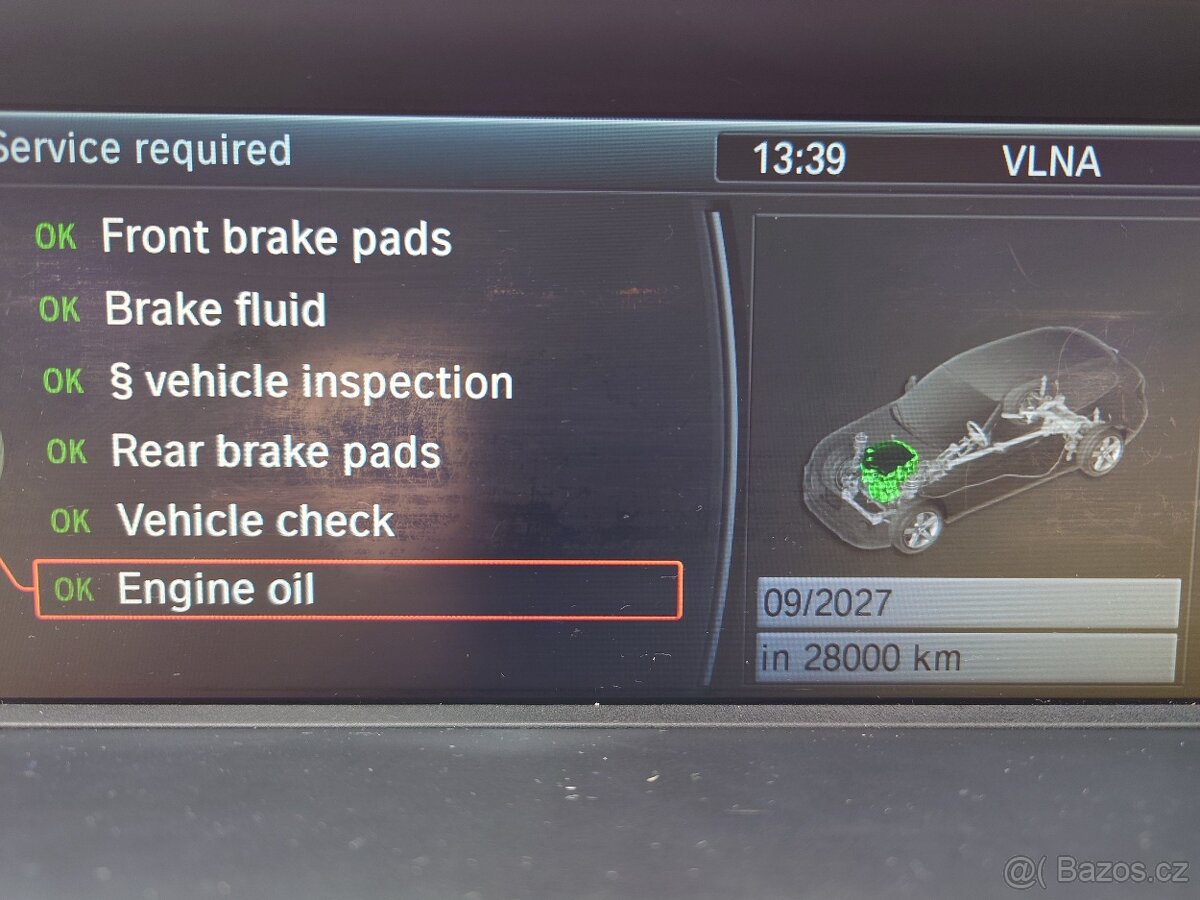 Service required
13:39 VLNA
OK Front brake pads
OK Brake fluid
OK § vehicle inspection
OK Rear brake pads
OK Vehicle check
OK Engine oil
09/2027
in 28000 km
@( Bazos.cz